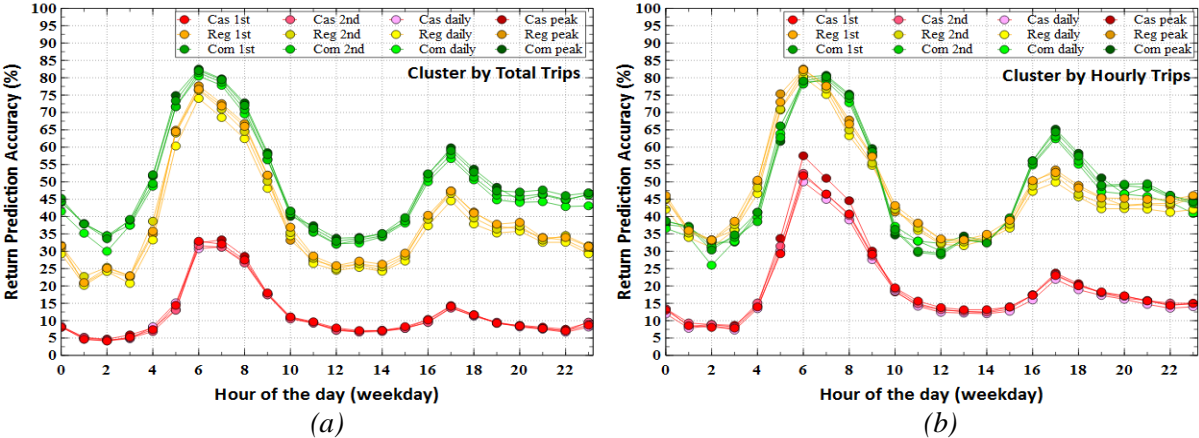 Cas 1st Cas 2nd Cas daily Cas peak
Reg 1st Reg 2nd Reg daily Reg peak
Com 1st Com 2nd Com daily Com peak
Cluster by Total Trips
Return Prediction Accuracy (%)
100
95
90
85
80
75
70
65
60
55
50
45
40
35
30
25
20
15
10
5
0
0 2 4 6 8 10 12 14 16 18 20 22
Hour of the day (weekday)
(a)
Cas 1st Cas 2nd Cas daily Cas peak
Reg 1st Reg 2nd Reg daily Reg peak
Com 1st Com 2nd Com daily Com peak
Cluster by Hourly Trips
Return Prediction Accuracy (%)
100
95
90
85
80
75
70
65
60
55
50
45
40
35
30
25
20
15
10
5
0
0 2 4 6 8 10 12 14 16 18 20 22
Hour of the day (weekday)
(b)